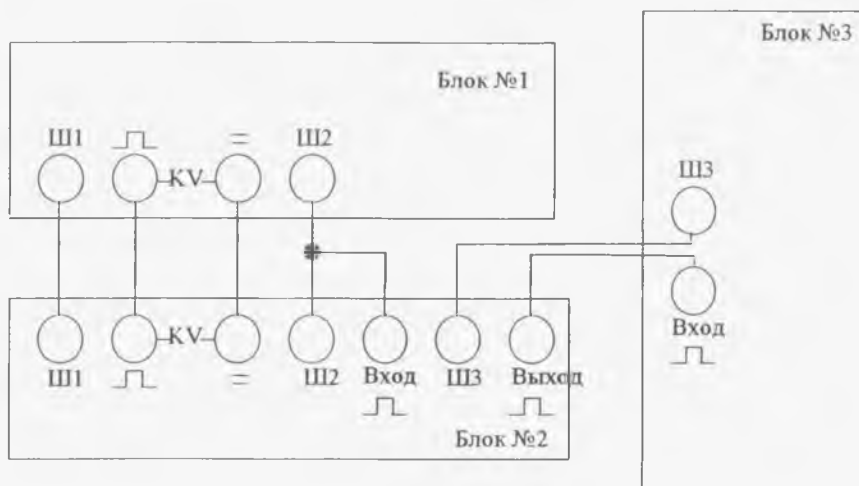 Блок №3
Блок №1
Ш1 = Ш2
KV
Ш3
KV
Вход
Ш1 = Ш2 Вход Ш3 Выход
Блок №2